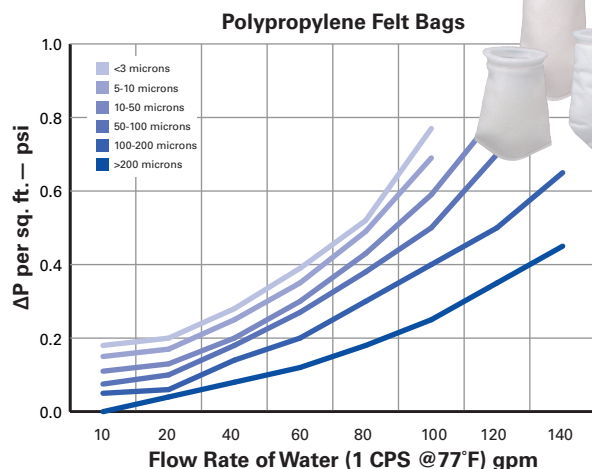 Polypropylene Felt Bags
1.0
0.8
0.6
0.4
0.2
0.0
ΔP per sq. ft.— psi
<3 microns
5-10 microns
10-50 microns
50-100 microns
100-200 microns
>200 microns
10 20 40 60 80 100 120 140
Flow Rate of Water (1 CPS @77˚F) gpm